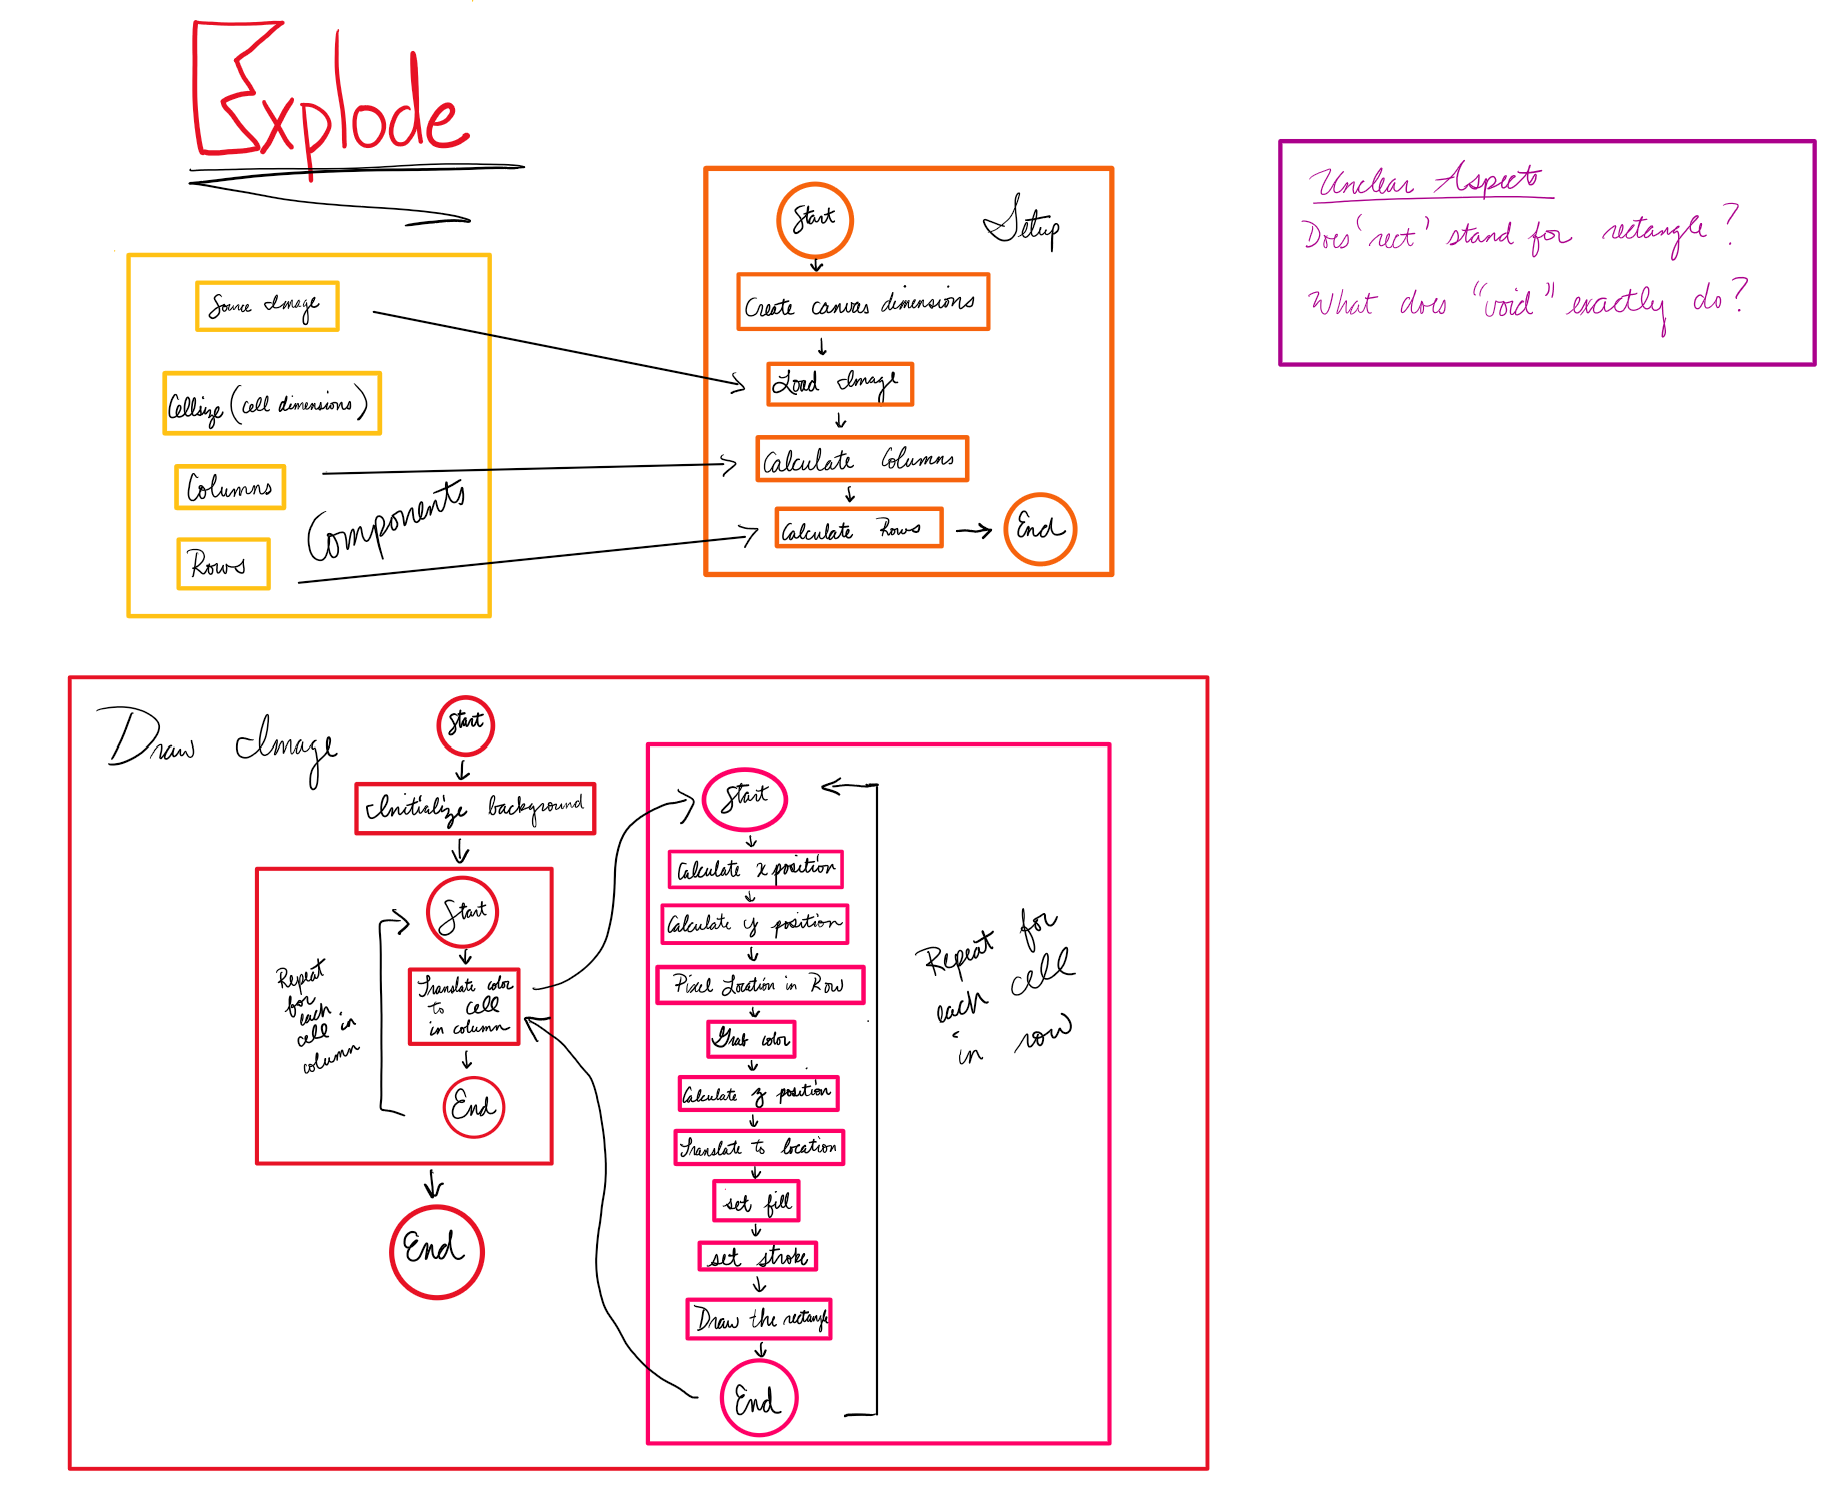 Explode
Source Image
Cellsize (cell dimensions)
Columns
Rows
Components
Setup
Start
Create canvas dimensions
Load Image
Calculate Columns
Calculate Rows
End
Unclear Aspects
Does 'rect' stand for rectangle?
What does "void" exactly do?
Draw Image
Start
Initialize background
Start
Translate color
to cell
in column
End
Repeat
for
each
cell in
column
End
Start
Calculate x position
Calculate y position
Pixel Location in Row
Grab color
Calculate z position
Translate to location
set fill
set stroke
Draw the rectangle
End
Repeat for
each cell
in row